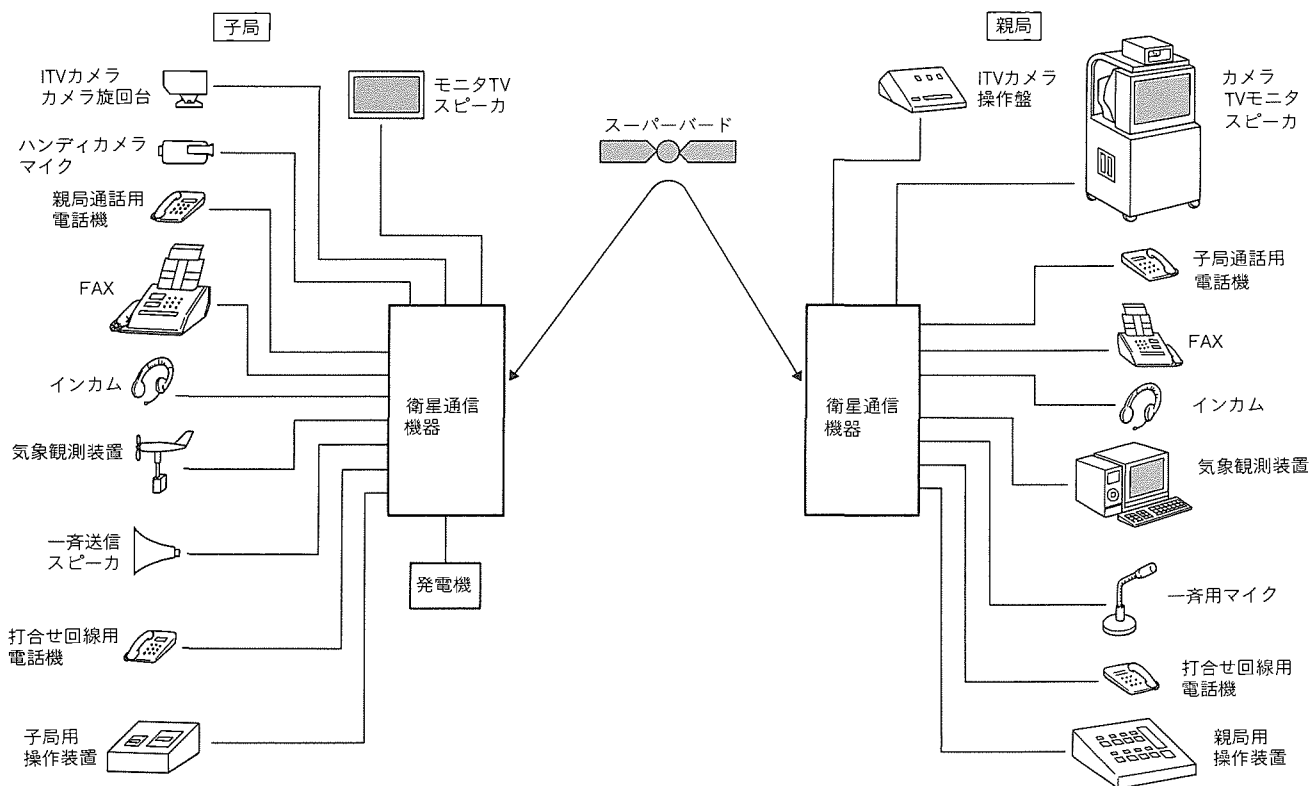 子局
ITVカメラ
カメラ旋回台
モニタTV
スピーカ
ハンディカメラ
マイク
親局通話用
電話機
FAX
インカム
気象観測装置
一斉送信
スピーカ
打合せ回線用
電話機
子局用
操作装置
衛星通信
機器
発電機
スーパーバード
親局
ITVカメラ
操作盤
カメラ
TVモニタ
スピーカ
子局通話用
電話機
FAX
インカム
衛星通信
機器
気象観測装置
一斉用マイク
打合せ回線用
電話機
親局用
操作装置